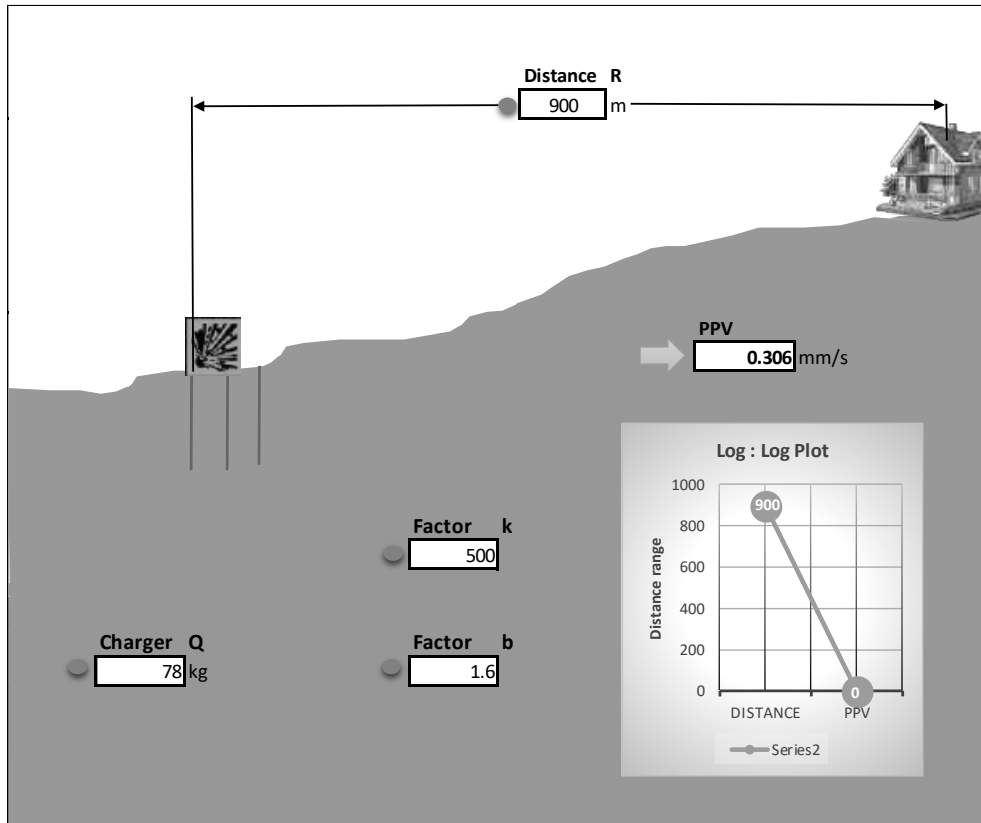 Distance R
900 m
PPV
0.306 mm/s
Log : Log Plot
1000
800
600
400
200
0
Distance range
900
0
DISTANCE PPV
Series2
Factor k
500
Charger Q
78 kg
Factor b
1.6